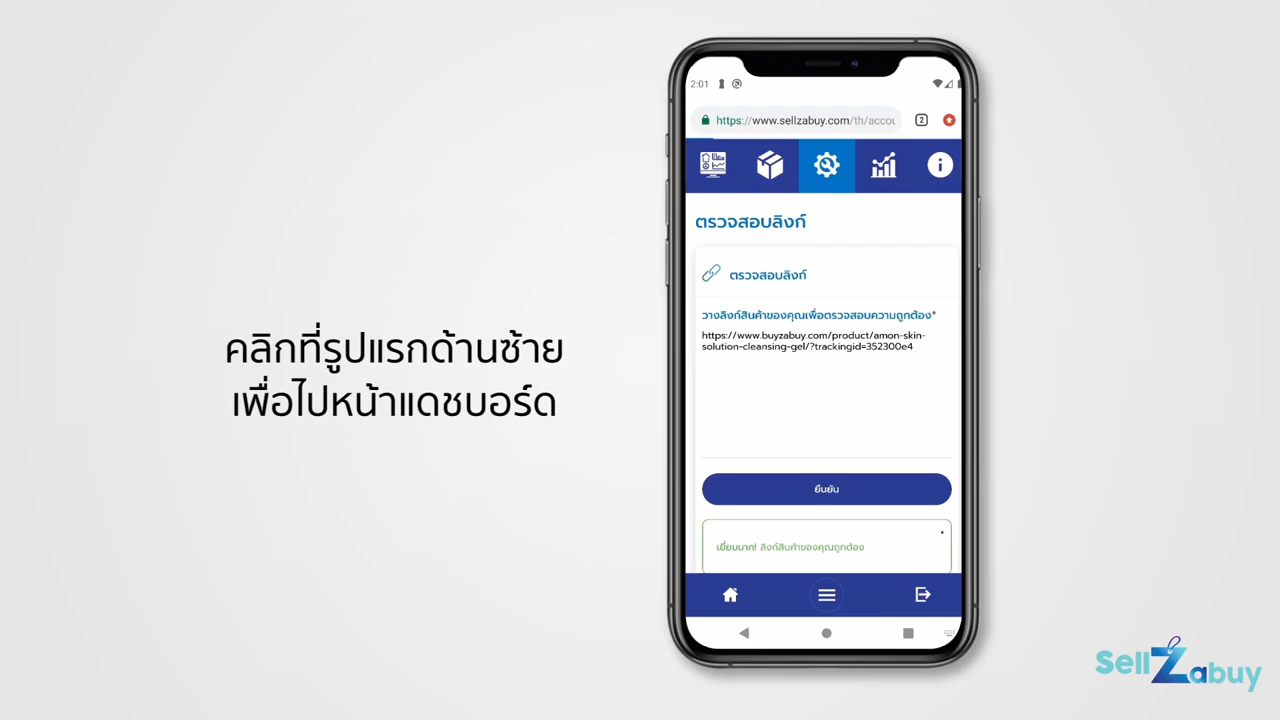 คลิกที่รูปแรกด้านซ้าย
เพื่อไปหน้าแดชบอร์ด
2:01
https://www.sellzabuy.com/th/accou
2
ตรวจสอบลิงก์
ตรวจสอบลิงก์
วางลิงก์สินค้าของคุณเพื่อตรวจสอบความถูกต้อง*
https://www.buyzabuy.com/product/amon-skin-
solution-cleansing-gel/?trackingid=352300e4
ยืนยัน
เยี่ยมมาก! ลิงก์สินค้าของคุณถูกต้อง
SellZabuy